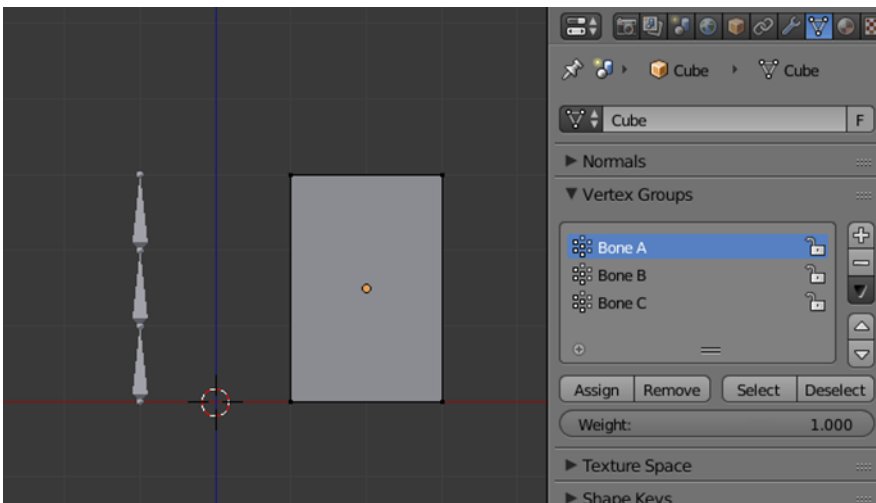 Cube Cube
Cube F
Normals
Vertex Groups
Bone A
Bone B
Bone C
Assign Remove Select Deselect
Weight: 1.000
Texture Space
Shape Keys